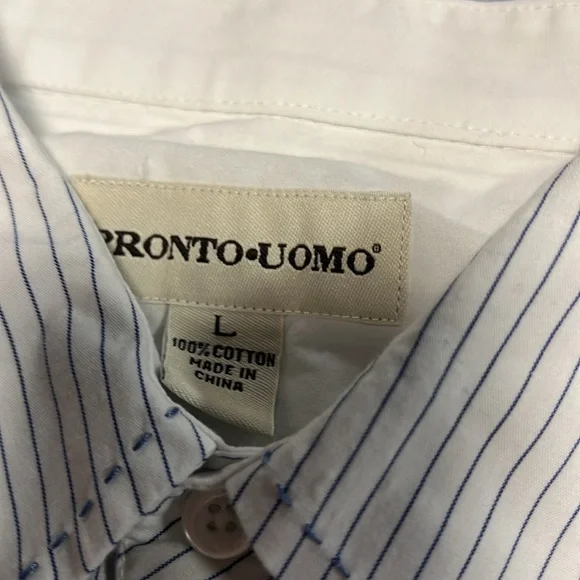 PRONTO•UOMO®
L
100% COTTON
MADE IN
CHINA